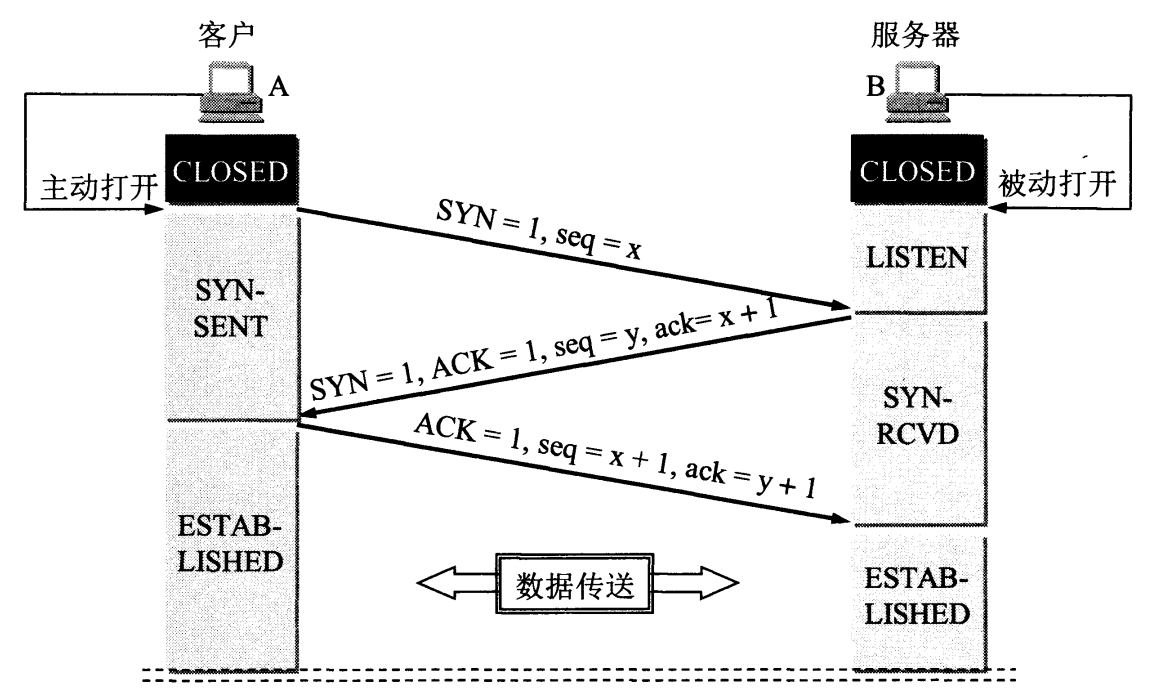 客户
服务器
A
B
CLOSED
CLOSED
主动打开
被动打开
SYN = 1, seq = x
LISTEN
SYN-
SENT
SYN = 1, ACK = 1, seq = y, ack= x + 1
SYN-
RCVD
ACK = 1, seq = x + 1, ack = y + 1
ESTAB-
LISHED
数据传送
ESTAB-
LISHED